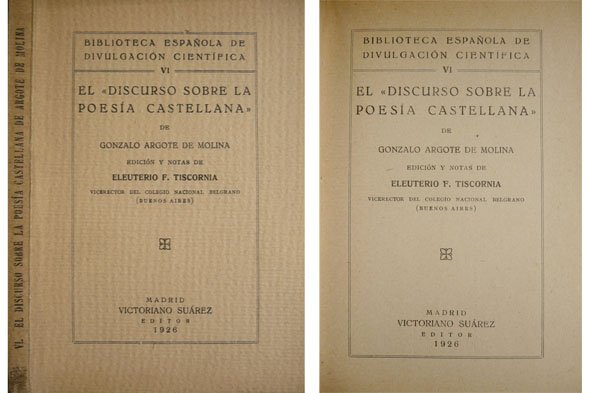 VI. EL DISCURSO SOBRE LA POESÍA CASTELLANA DE ARGOTE DE MOLINA
BIBLIOTECA ESPAÑOLA DE
DIVULGACIÓN CIENTÍFICA
VI
EL «DISCURSO SOBRE LA
POESÍA CASTELLANA»
DE
GONZALO ARGOTE DE MOLINA
EDICIÓN Y NOTAS DE
ELEUTERIO F. TISCORNIA
VICERECTOR DEL COLEGIO NACIONAL BELGRANO
(BUENOS AIRES)
MADRID
VICTORIANO SUÁREZ
EDITOR
1926
BIBLIOTECA ESPAÑOLA DE
DIVULGACIÓN CIENTÍFICA
VI
EL «DISCURSO SOBRE LA
POESÍA CASTELLANA»
DE
GONZALO ARGOTE DE MOLINA
EDICIÓN Y NOTAS DE
ELEUTERIO F. TISCORNIA
VICERECTOR DEL COLEGIO NACIONAL BELGRANO
(BUENOS AIRES)
MADRID
VICTORIANO SUÁREZ
EDITOR
1926